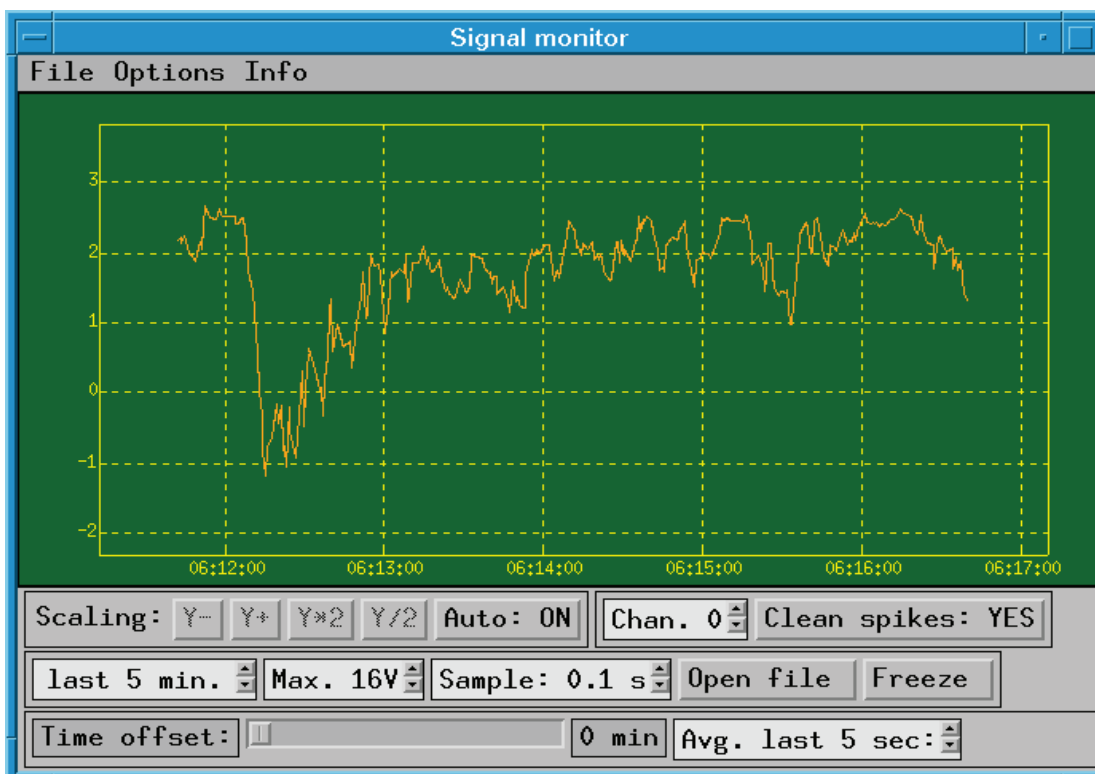 Signal monitor
File Options Info
3
2
1
0
-1
-2
06:12:00 06:13:00 06:14:00 06:15:00 06:16:00 06:17:00
Scaling: Y- Y+ Y*2 Y/2 Auto: ON Chan. 0 Clean spikes: YES
last 5 min. Max. 16V Sample: 0.1 s Open file Freeze
Time offset: 0 min Avg. last 5 sec: